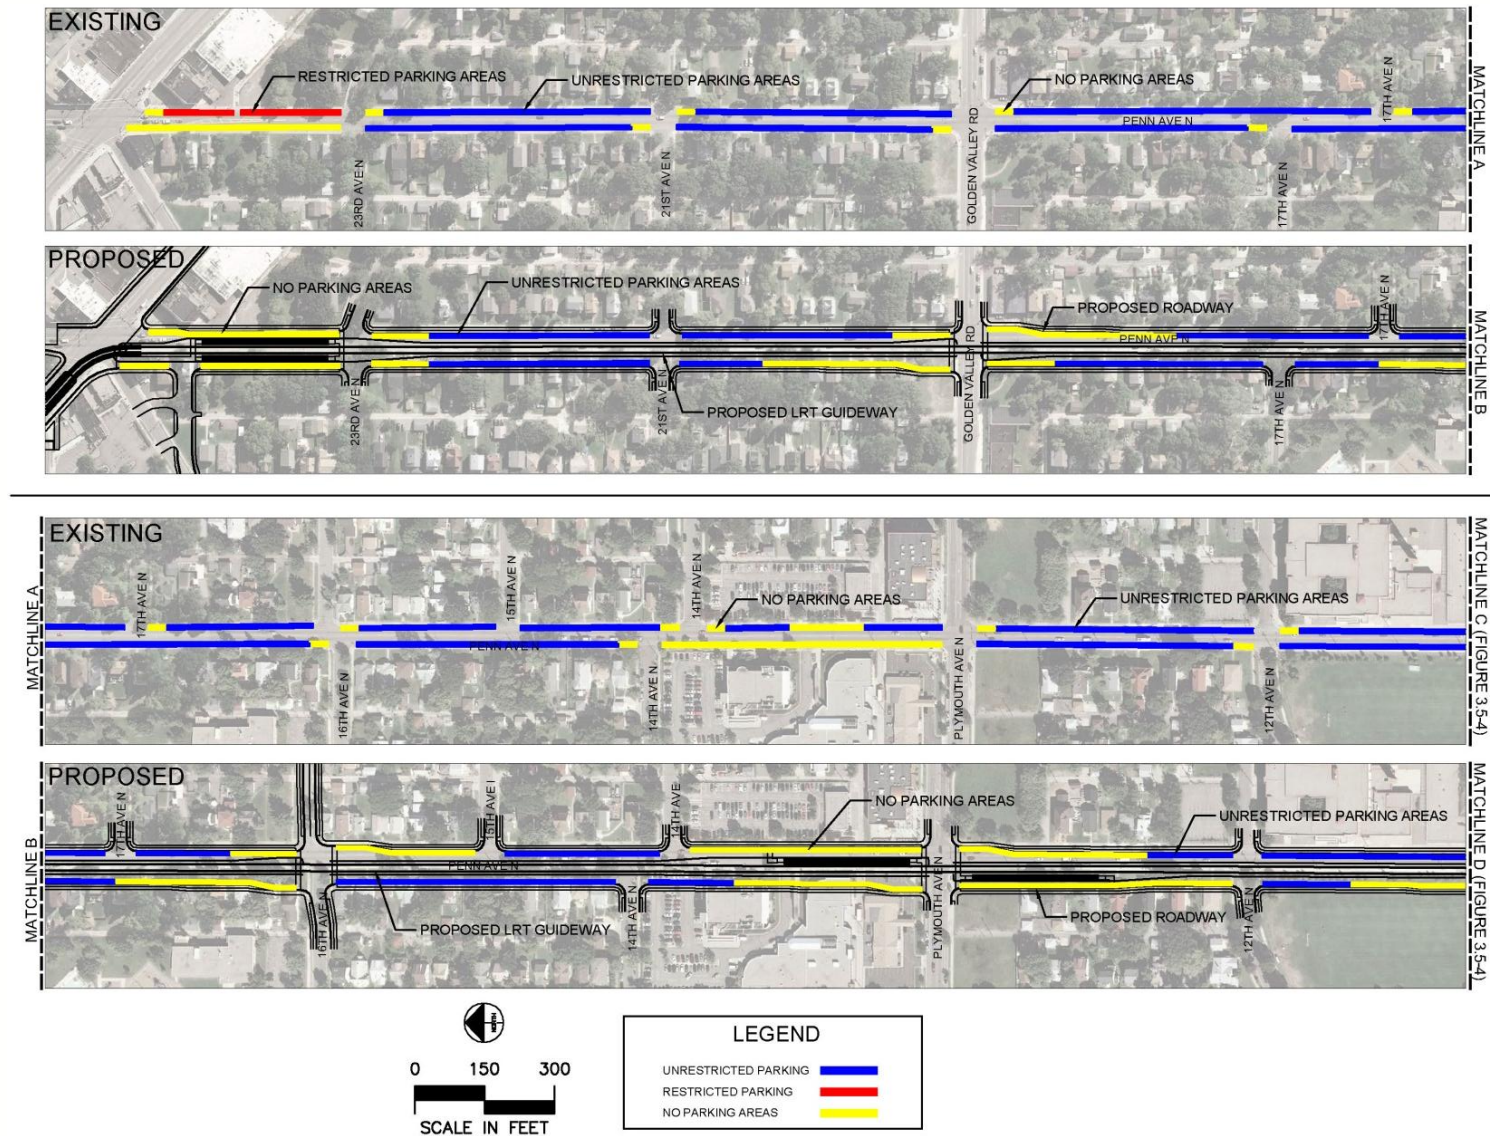 EXISTING
RESTRICTED PARKING AREAS
UNRESTRICTED PARKING AREAS
NO PARKING AREAS
PENN AVE N
23RD AVE N
21ST AVE N
GOLDEN VALLEY RD
17TH AVE N
17TH AVE N
MATCHLINE A
PROPOSED
NO PARKING AREAS
UNRESTRICTED PARKING AREAS
PROPOSED ROADWAY
PENN AVE N
PROPOSED LRT GUIDEWAY
23RD AVE N
21ST AVE N
GOLDEN VALLEY RD
17TH AVE N
17TH AVE N
MATCHLINE B
EXISTING
MATCHLINE A
17TH AVE N
16TH AVE N
15TH AVE N
14TH AVE N
14TH AVE N
NO PARKING AREAS
UNRESTRICTED PARKING AREAS
PENN AVE N
PLYMOUTH AVE N
12TH AVE N
MATCHLINE C (FIGURE 3.5-4)
PROPOSED
MATCHLINE B
17TH AVE N
16TH AVE N
15TH AVE
14TH AVE
14TH AVE N
NO PARKING AREAS
UNRESTRICTED PARKING AREAS
PENN AVE N
PROPOSED LRT GUIDEWAY
PROPOSED ROADWAY
PLYMOUTH AVE N
12TH AVE N
MATCHLINE D (FIGURE 3.5-4)
NORTH
0 150 300
SCALE IN FEET
LEGEND
UNRESTRICTED PARKING
RESTRICTED PARKING
NO PARKING AREAS